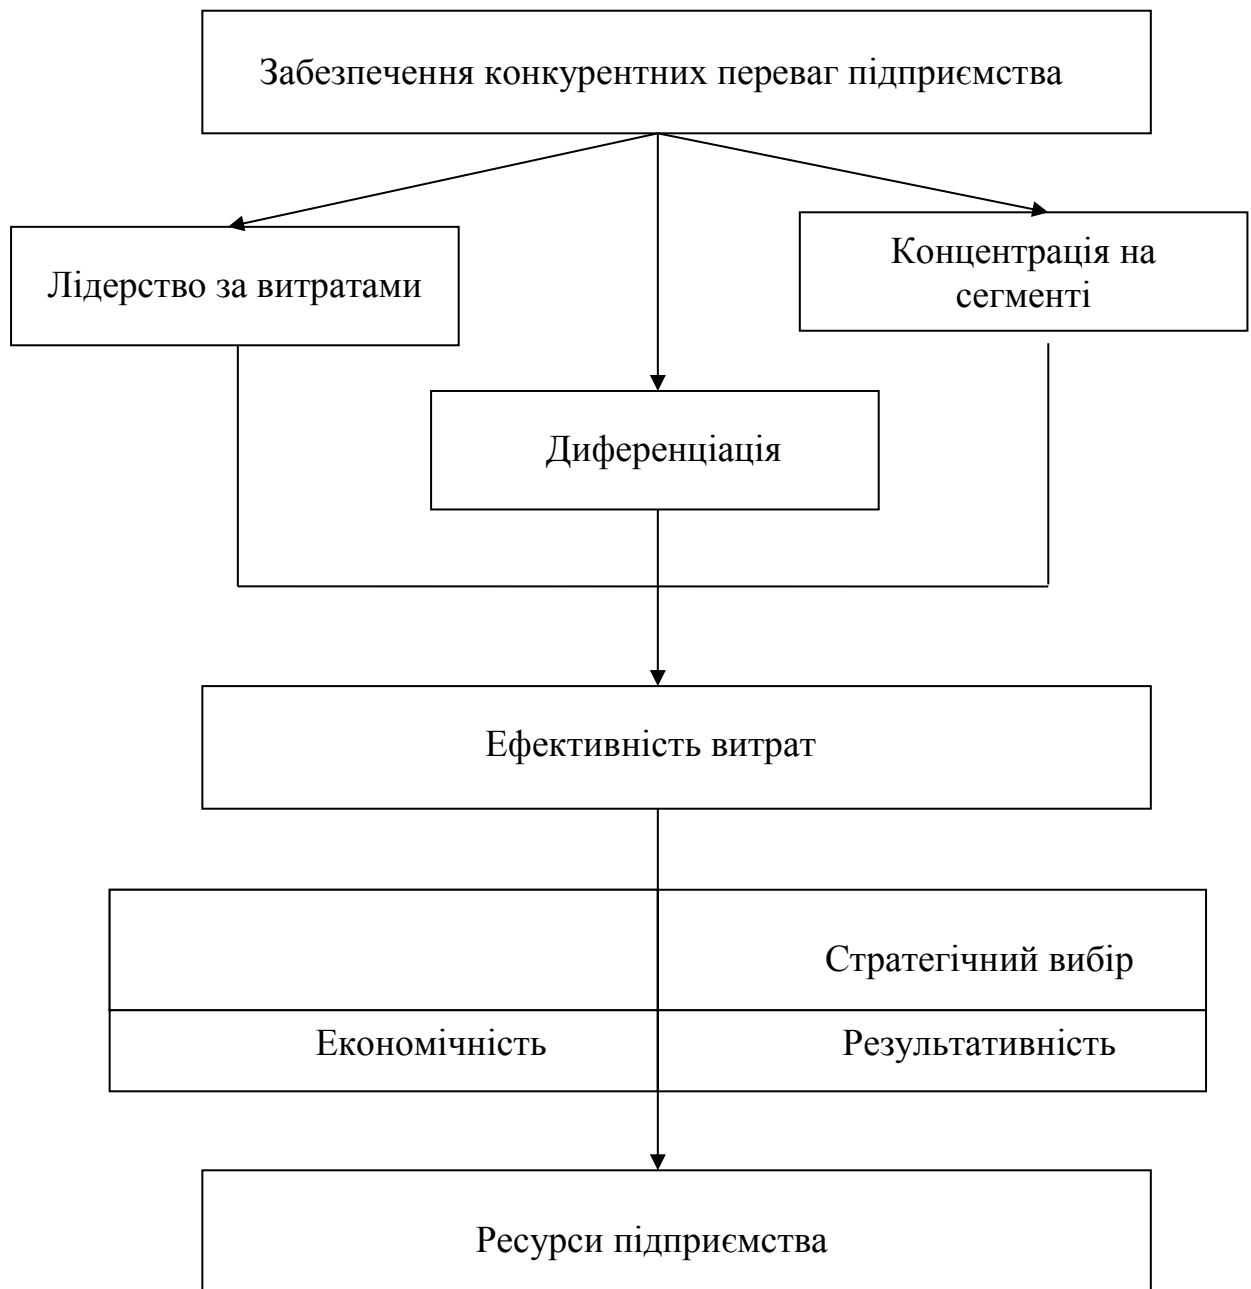 Забезпечення конкурентних переваг підприємства
Лідерство за витратами
Концентрація на
сегменті
Диференціація
Ефективність витрат
Стратегічний вибір
Економічність
Результативність
Ресурси підприємства